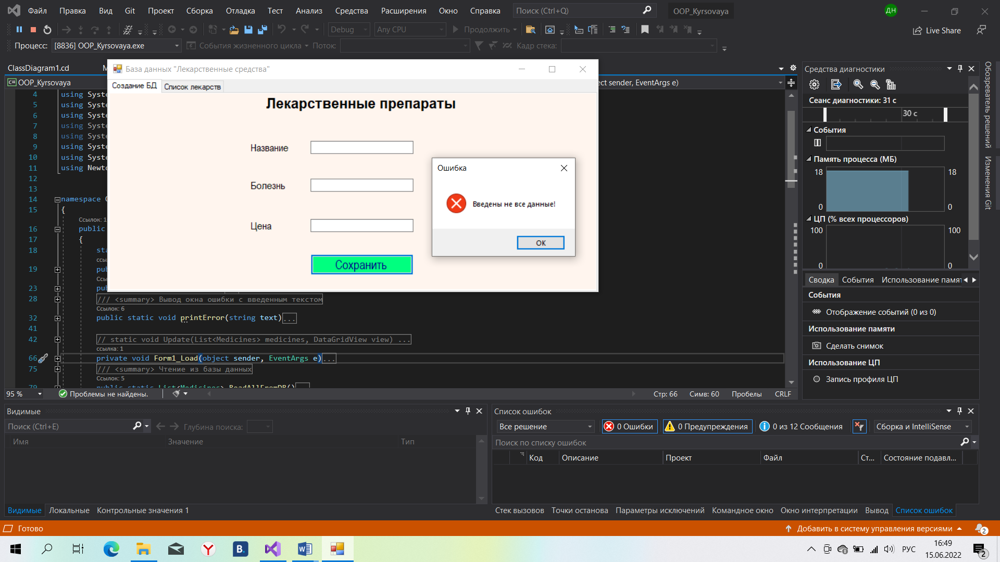 Файл Правка Вид Git Проект Сборка Отладка Тест Анализ Средства Расширения Окно Справка Поиск (Ctrl+Q) OOP_Kyrsovaya ДН
Debug Any CPU Продолжить Live Share
Процесс: [8836] OOP_Kyrsovaya.exe События жизненного цикла Поток: Кадр стека:
ClassDiagram1.cd
OOP_Kyrsovaya ect sender, EventArgs e)
База данных "Лекарственные средства"
Создание БД Список лекарств
Лекарственные препараты
Название
Болезнь
Цена
Сохранить
Ошибка
Введены не все данные!
ОК
4 using Syste
5 using Syste
6 using Syste
7 using Syste
8 using Syste
9 using Syste
10 using Syste
11 using Newto
12
13
14 namespace
15 {
Ссылок: 1
16 public
17 {
18 sta
ссы
19 pub
Ссы
23 pub
28 /// <summary> Вывод окна ошибки с введенным текстом
Ссылок: 6
32 public static void printError(string text)...
41
42 // static void Update(List<Medicines> medicines, DataGridView view) ...
ссылка: 1
66 private void Form1_Load(object sender, EventArgs e)...
75 /// <summary> Чтение из базы данных
Ссылок: 5
79 public static List<Medicines> ReadAllFromDB()
95 % Проблемы не найдены. Стр: 66 Симв: 60 Пробелы CRLF
Средства диагностики
Сеанс диагностики: 31 с
30 с
События
Память процесса (МБ)
18 18
0 0
ЦП (% всех процессоров)
100 100
0 0
Сводка События Использование памят
События
Отображение событий (0 из 0)
Использование памяти
Сделать снимок
Использование ЦП
Запись профиля ЦП
Обозреватель решений
Изменения Git
Видимые
Поиск (Ctrl+E) Глубина поиска:
Имя Значение Тип
Видимые Локальные Контрольные значения 1
Список ошибок
Все решение 0 Ошибки 0 Предупреждения 0 из 12 Сообщения Сборка и IntelliSense
Поиск по списку ошибок
Код Описание Проект Файл Ст... Состояние подавл...
Стек вызовов Точки останова Параметры исключений Командное окно Окно интерпретации Вывод Список ошибок
Готово Добавить в систему управления версиями 2
B. W РУС 16:49
15.06.2022 2